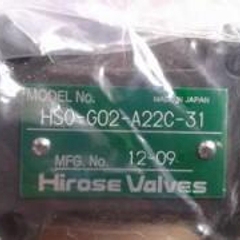 MODEL No. MADE IN JAPAN
HSO-G02-A22C-31
MFG. No. 12-09
Hirose Valves